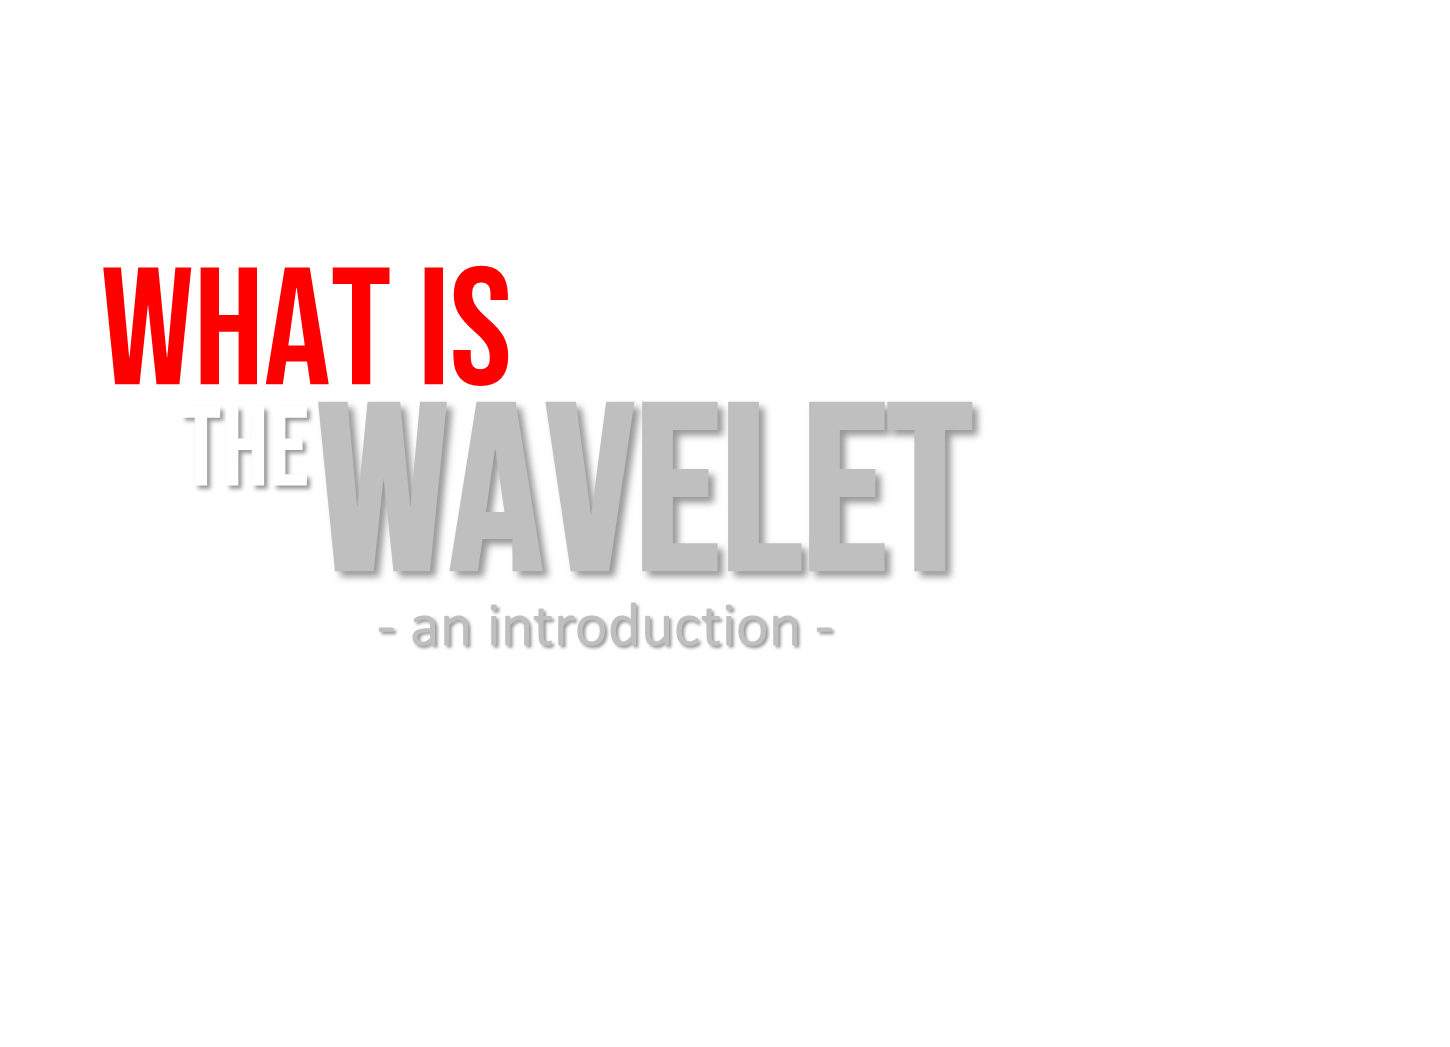 WHAT IS
THE WAVELET
- an introduction -